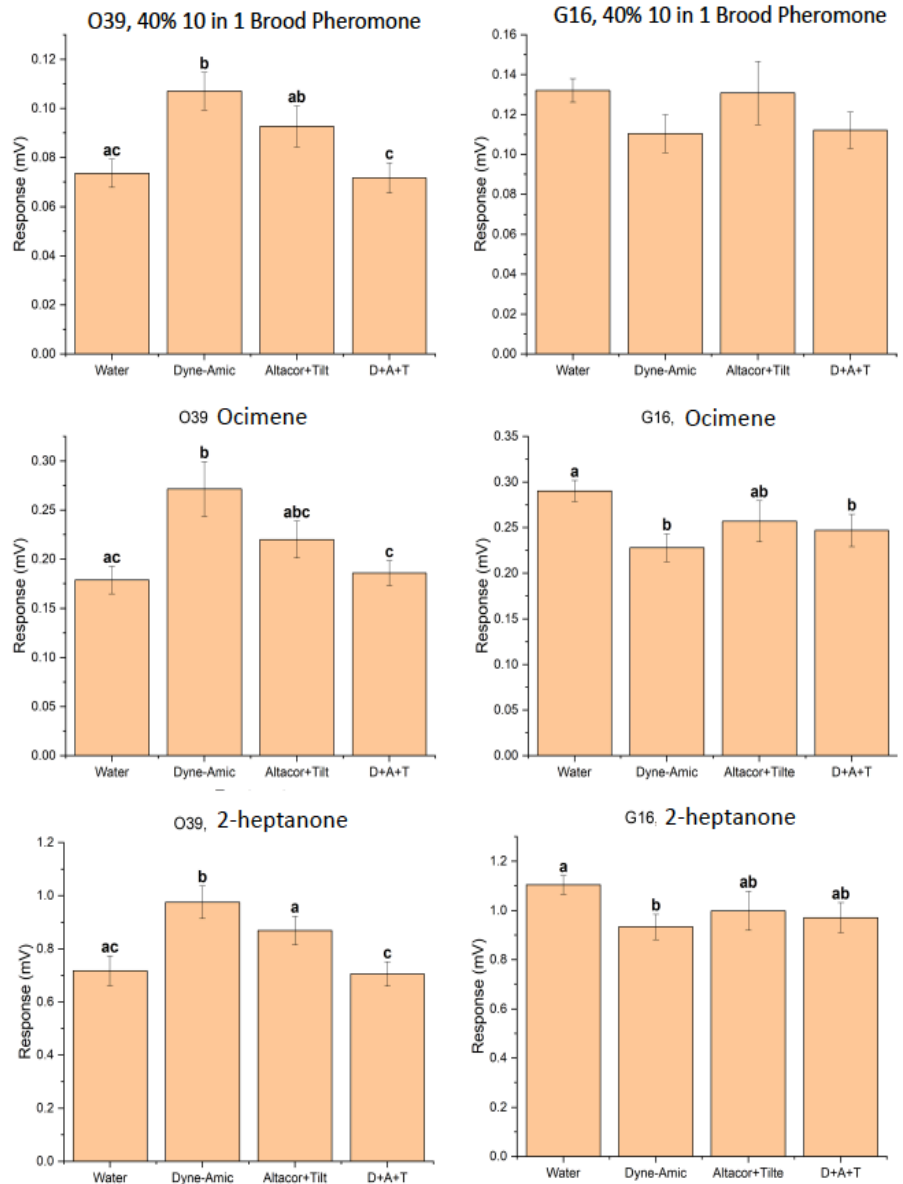 O39, 40% 10 in 1 Brood Pheromone
0.12
0.10
0.08
0.06
0.04
0.02
0.00
Response (mV)
ac
b
ab
c
Water
Dyne-Amic
Altacor+Tilt
D+A+T
G16, 40% 10 in 1 Brood Pheromone
0.16
0.14
0.12
0.10
0.08
0.06
0.04
0.02
0.00
Response (mV)
Water
Dyne-Amic
Altacor+Tilt
D+A+T
O39 Ocimene
0.30
0.25
0.20
0.15
0.10
0.05
0.00
Response (mV)
ac
b
abc
c
Water
Dyne-Amic
Altacor+Tilt
D+A+T
G16, Ocimene
0.35
0.30
0.25
0.20
0.15
0.10
0.05
0.00
Response (mV)
a
b
ab
b
Water
Dyne-Amic
Altacor+Tilte
D+A+T
O39, 2-heptanone
1.2
1.0
0.8
0.6
0.4
0.2
0.0
Response (mV)
ac
b
a
c
Water
Dyne-Amic
Altacor+Tilt
D+A+T
G16, 2-heptanone
1.2
1.0
0.8
0.6
0.4
0.2
0.0
Response (mV)
a
b
ab
ab
Water
Dyne-Amic
Altacor+Tilte
D+A+T